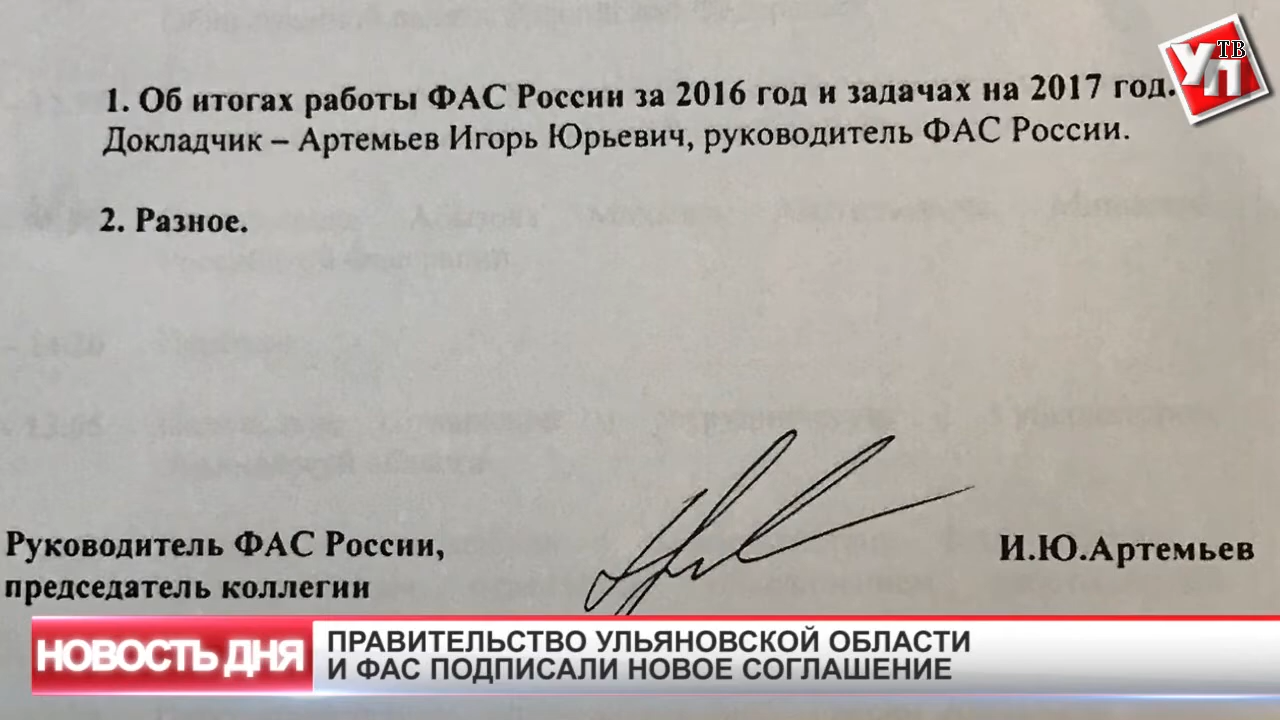 1. Об итогах работы ФАС России за 2016 год и задачах на 2017 год.
Докладчик – Артемьев Игорь Юрьевич, руководитель ФАС России.
2. Разное.
Руководитель ФАС России,
председатель коллегии
И.Ю.Артемьев
НОВОСТЬ ДНЯ
ПРАВИТЕЛЬСТВО УЛЬЯНОВСКОЙ ОБЛАСТИ
И ФАС ПОДПИСАЛИ НОВОЕ СОГЛАШЕНИЕ
УП ТВ